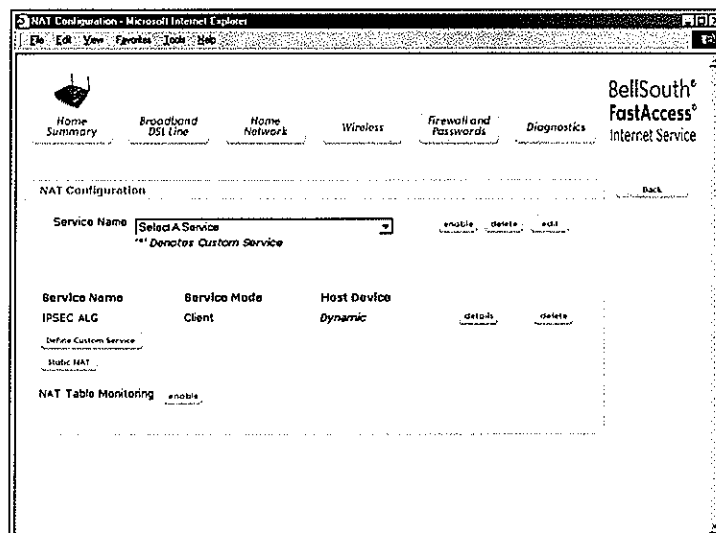 NAT Configuration - Microsoft Internet Explorer
File Edit View Favorites Tools Help
BellSouth®
FastAccess®
Internet Service
Home Summary
Broadband DSL Line
Home Network
Wireless
Firewall and Passwords
Diagnostics
NAT Configuration
Back
Service Name Select A Service enable delete edit
"*" Denotes Custom Service
Service Name Service Mode Host Device
IPSEC ALG Client Dynamic details delete
Define Custom Service
Static NAT
NAT Table Monitoring enable